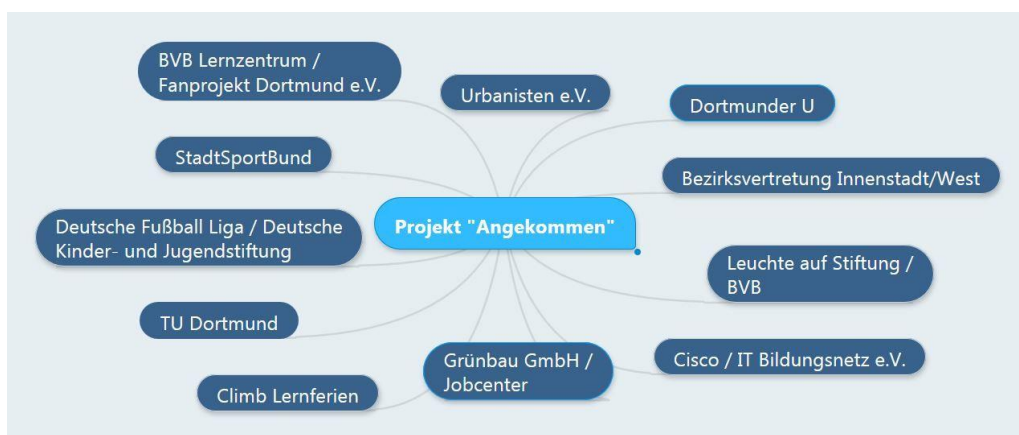 BVB Lernzentrum /
Fanprojekt Dortmund e.V.
Urbanisten e.V.
Dortmunder U
StadtSportBund
Bezirksvertretung Innenstadt/West
Projekt "Angekommen"
Deutsche Fußball Liga / Deutsche
Kinder- und Jugendstiftung
Leuchte auf Stiftung /
BVB
TU Dortmund
Grünbau GmbH /
Jobcenter
Cisco / IT Bildungsnetz e.V.
Climb Lernferien